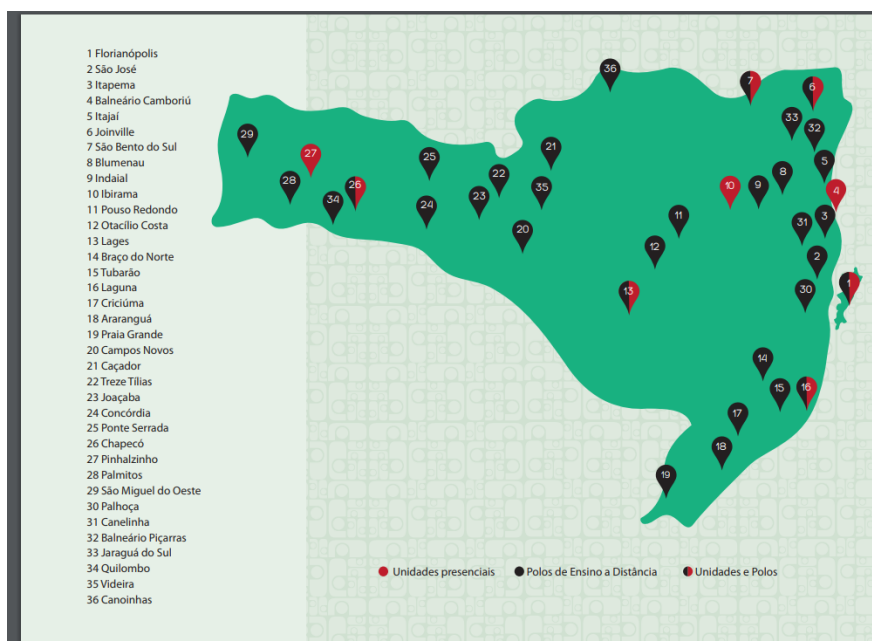 1 Florianópolis
2 São José
3 Itapema
4 Balneário Camboriú
5 Itajaí
6 Joinville
7 São Bento do Sul
8 Blumenau
9 Indaial
10 Ibirama
11 Pouso Redondo
12 Otacílio Costa
13 Lages
14 Braço do Norte
15 Tubarão
16 Laguna
17 Criciúma
18 Araranguá
19 Praia Grande
20 Campos Novos
21 Caçador
22 Treze Tílias
23 Joaçaba
24 Concórdia
25 Ponte Serrada
26 Chapecó
27 Pinhalzinho
28 Palmitos
29 São Miguel do Oeste
30 Palhoça
31 Canelinha
32 Balneário Piçarras
33 Jaraguá do Sul
34 Quilombo
35 Videira
36 Canoinhas
36
7
6
33
32
29
27
25
21
5
28
26
22
35
10
9
8
4
34
24
23
20
11
31
3
12
2
13
30
1
14
15
16
17
18
19
Unidades presenciais Polos de Ensino a Distância Unidades e Polos